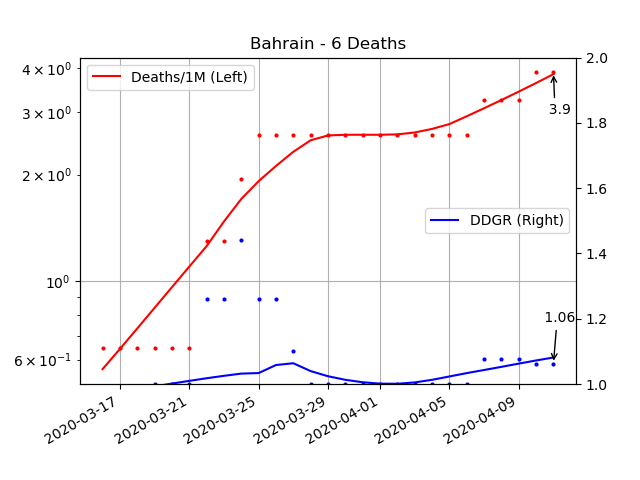 Bahrain - 6 Deaths
Deaths/1M (Left)
DDGR (Right)
4 × 10⁰
3 × 10⁰
2 × 10⁰
10⁰
6 × 10⁻¹
2.0
1.8
1.6
1.4
1.2
1.0
3.9
1.06
2020-03-17
2020-03-21
2020-03-25
2020-03-29
2020-04-01
2020-04-05
2020-04-09